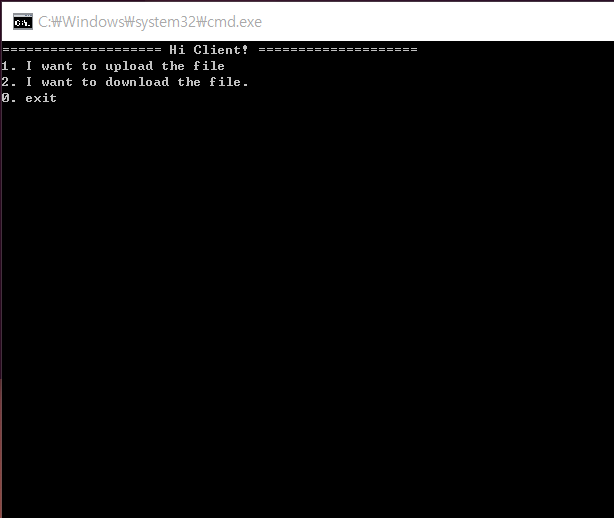 C:₩Windows₩system32₩cmd.exe
==================== Hi Client! ====================
1. I want to upload the file
2. I want to download the file.
0. exit